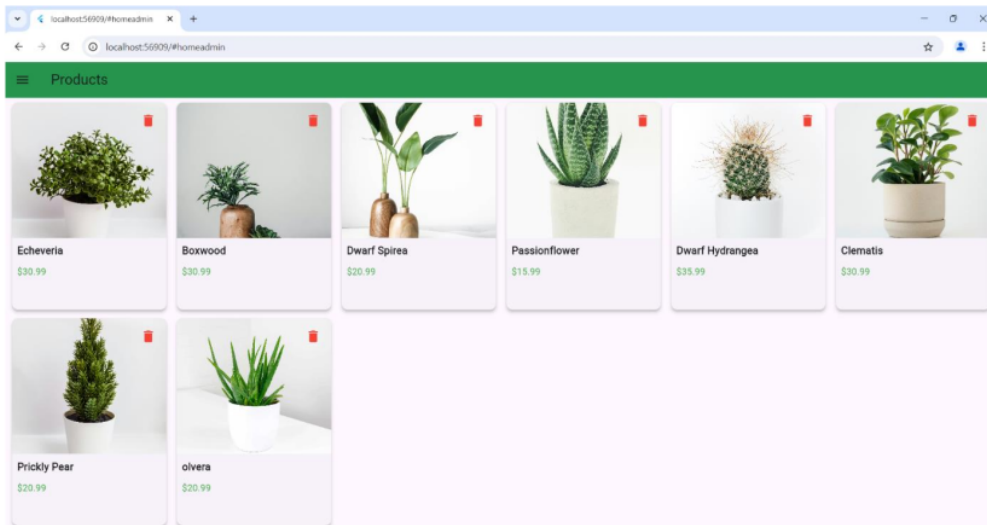 localhost:56909/#homeadmin
localhost:56909/#homeadmin
Products
Echeveria
$30.99
Boxwood
$30.99
Dwarf Spirea
$20.99
Passionflower
$15.99
Dwarf Hydrangea
$35.99
Clematis
$30.99
Prickly Pear
$20.99
olvera
$20.99